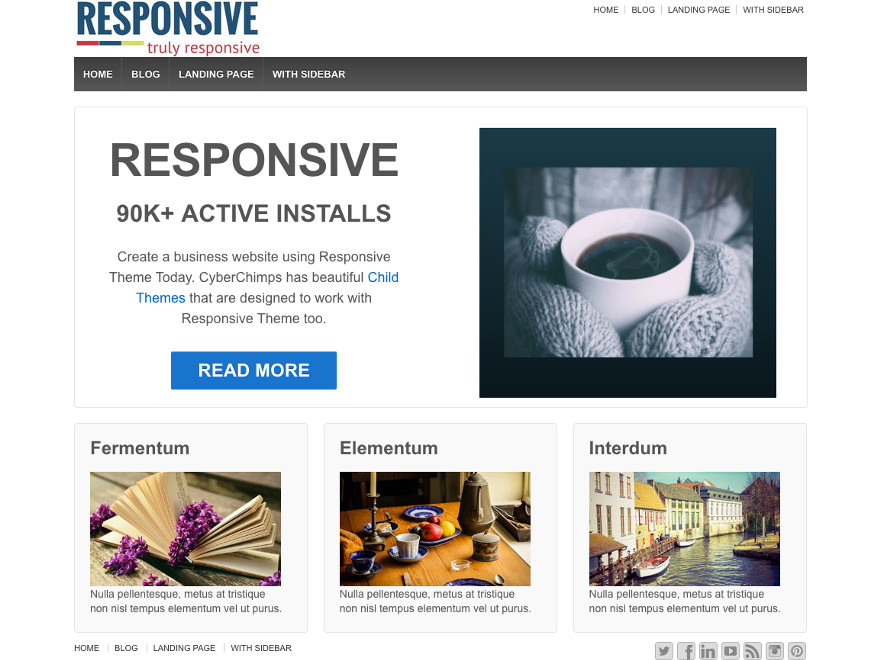 RESPONSIVE
truly responsive
HOME BLOG LANDING PAGE WITH SIDEBAR
HOME BLOG LANDING PAGE WITH SIDEBAR
RESPONSIVE
90K+ ACTIVE INSTALLS
Create a business website using Responsive
Theme Today. CyberChimps has beautiful Child
Themes that are designed to work with
Responsive Theme too.
READ MORE
Fermentum
Nulla pellentesque, metus at tristique
non nisl tempus elementum vel ut purus.
Elementum
Nulla pellentesque, metus at tristique
non nisl tempus elementum vel ut purus.
Interdum
Nulla pellentesque, metus at tristique
non nisl tempus elementum vel ut purus.
HOME BLOG LANDING PAGE WITH SIDEBAR